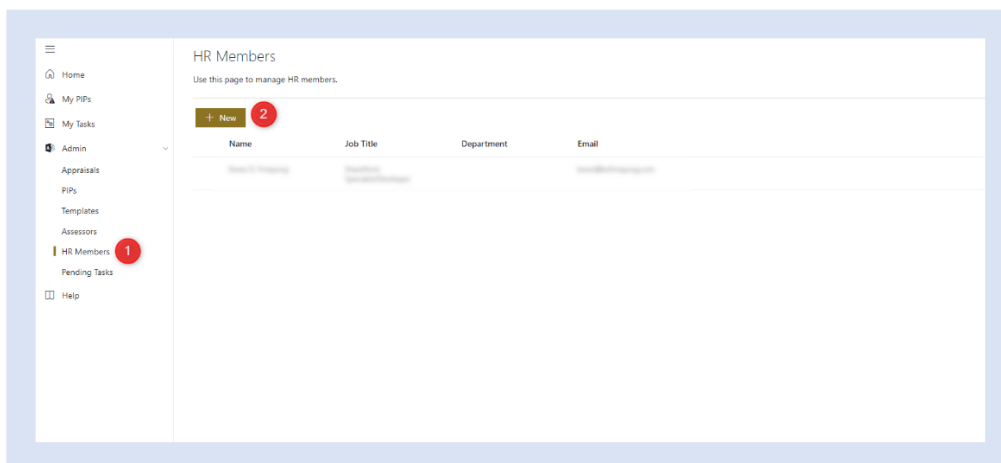 Home
My PIPs
My Tasks
Admin
Appraisals
PIPs
Templates
Assessors
HR Members 1
Pending Tasks
Help
HR Members
Use this page to manage HR members.
+ New 2
Name Job Title Department Email